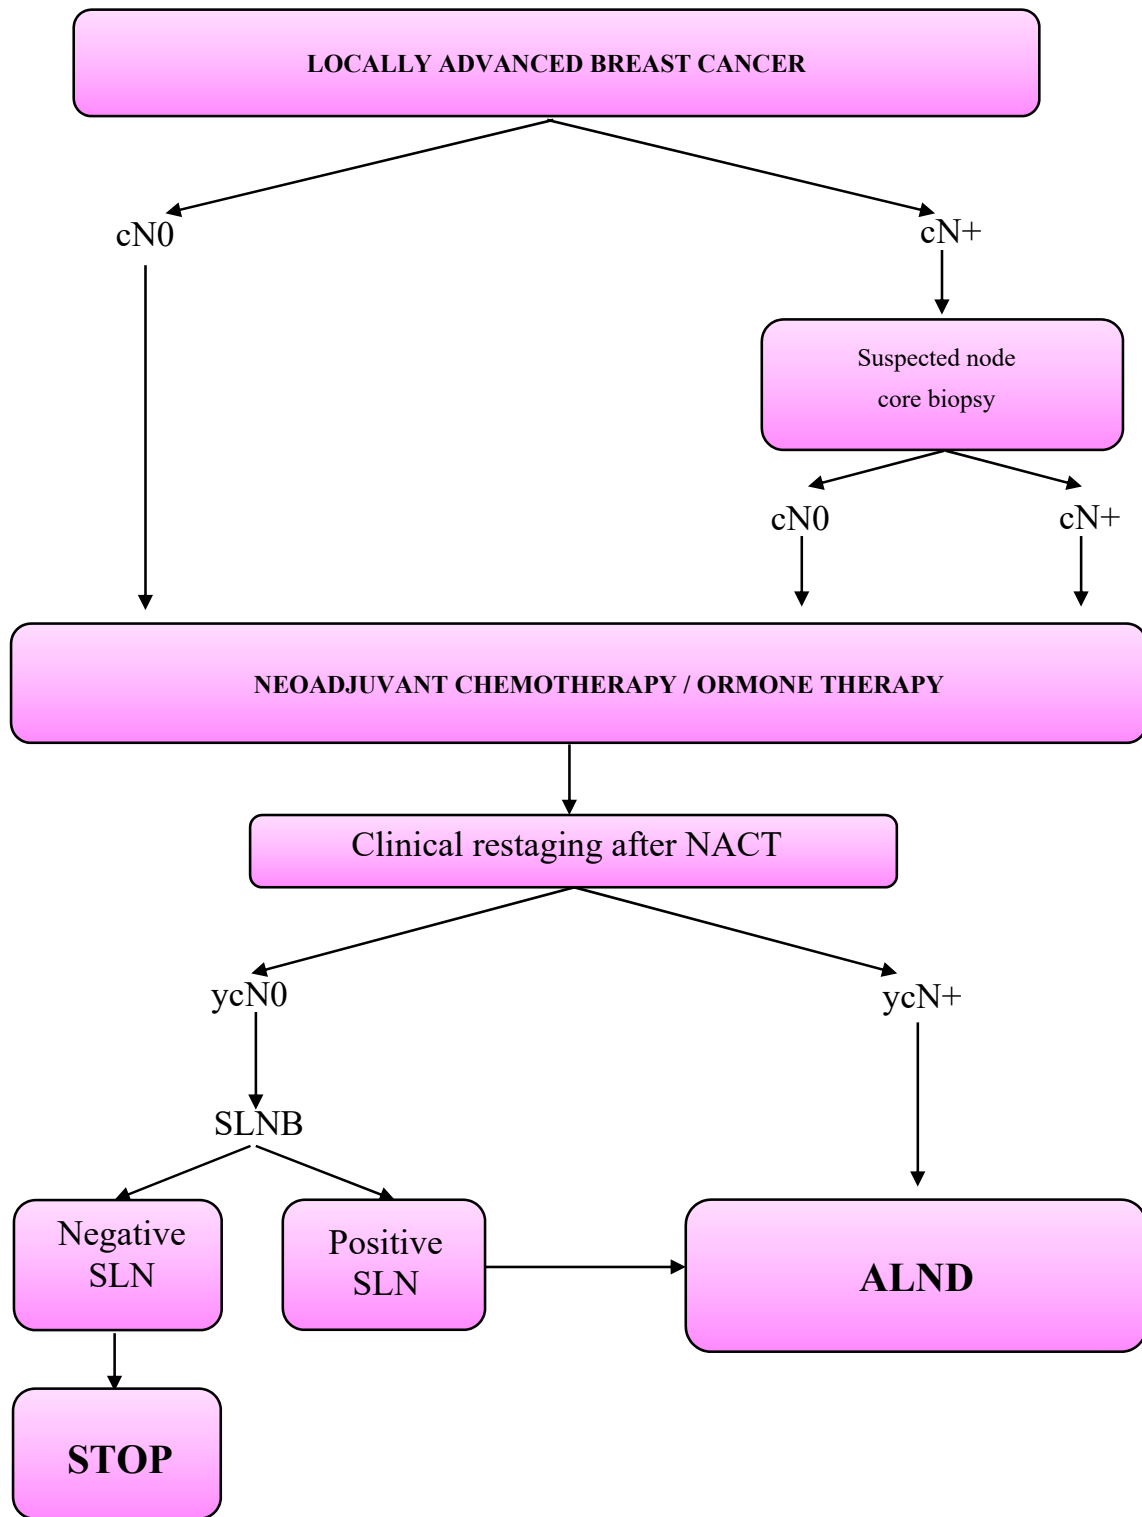 LOCALLY ADVANCED BREAST CANCER
cN0
cN+
Suspected node
core biopsy
cN0
cN+
NEOADJUVANT CHEMOTHERAPY / ORMONE THERAPY
Clinical restaging after NACT
ycN0
ycN+
SLNB
Negative
SLN
Positive
SLN
ALND
STOP